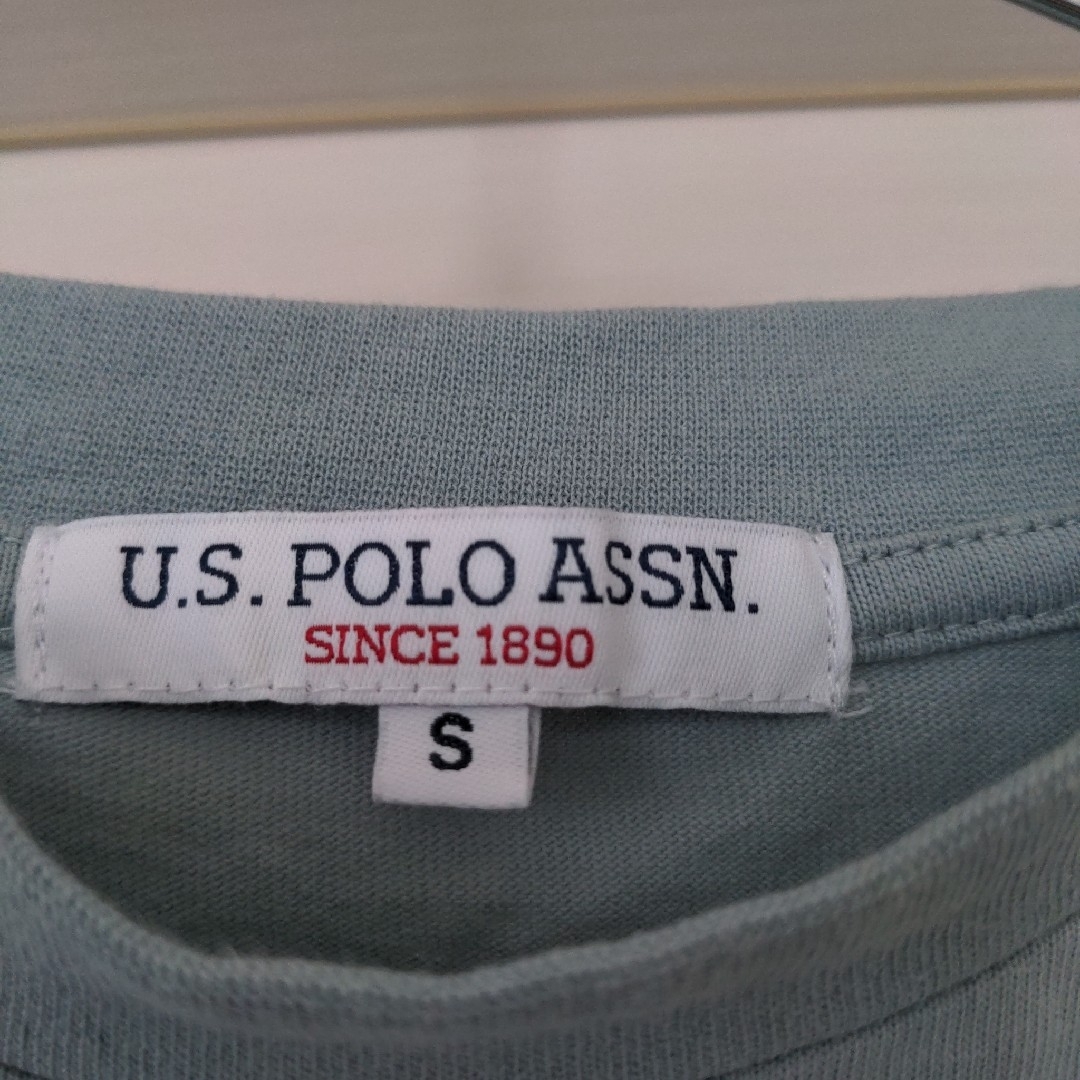 U.S. POLO ASSN.
SINCE 1890
S